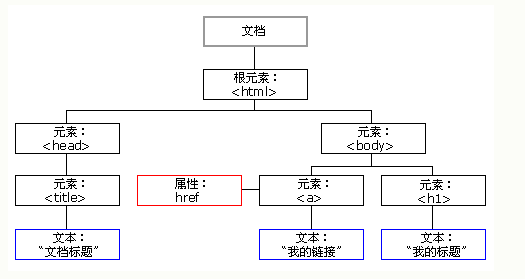 文档
根元素：
<html>
元素：
<head>
元素：
<body>
元素：
<title>
属性：
href
元素：
<a>
元素：
<h1>
文本：
“文档标题”
文本：
“我的链接”
文本：
“我的标题”